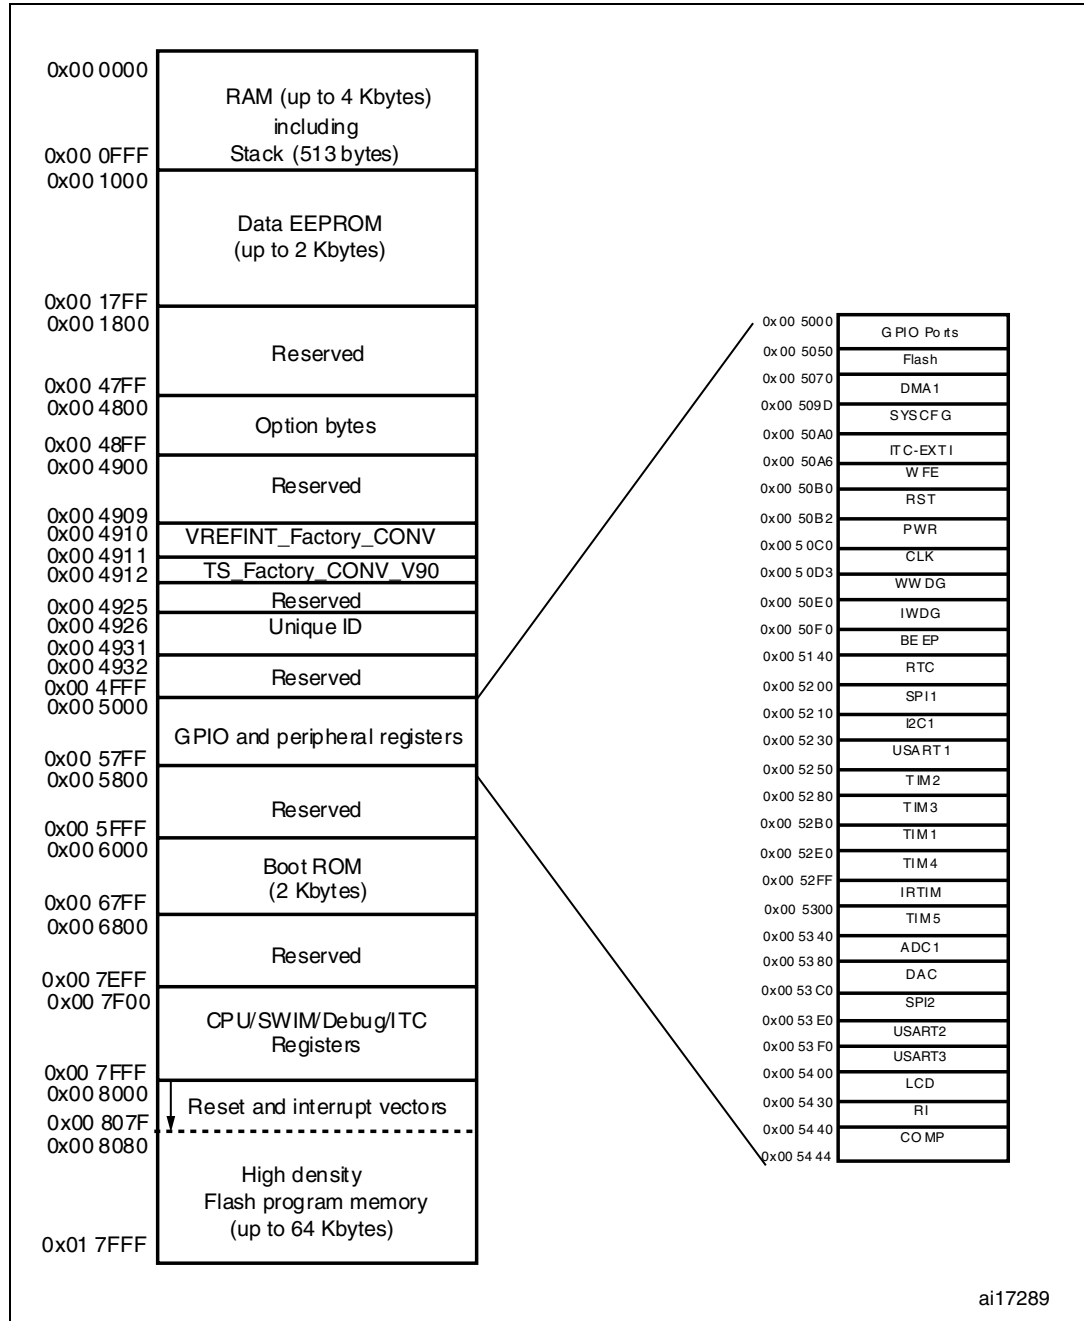 0x00 0000
RAM (up to 4 Kbytes)
including
Stack (513 bytes)
0x00 0FFF
0x00 1000
Data EEPROM
(up to 2 Kbytes)
0x00 17FF
0x00 1800
Reserved
0x00 47FF
0x00 4800
Option bytes
0x00 48FF
0x00 4900
Reserved
0x00 4909
0x00 4910
VREFINT_Factory_CONV
0x00 4911
0x00 4912
TS_Factory_CONV_V90
Reserved
0x00 4925
0x00 4926
Unique ID
0x00 4931
0x00 4932
Reserved
0x00 4FFF
0x00 5000
GPIO and peripheral registers
0x00 57FF
0x00 5800
Reserved
0x00 5FFF
0x00 6000
Boot ROM
(2 Kbytes)
0x00 67FF
0x00 6800
Reserved
0x00 7EFF
0x00 7F00
CPU/SWIM/Debug/ITC
Registers
0x00 7FFF
0x00 8000
Reset and interrupt vectors
0x00 807F
0x00 8080
High density
Flash program memory
(up to 64 Kbytes)
0x01 7FFF
0x00 5000
GPIO Ports
0x00 5050
Flash
0x00 5070
DMA1
0x00 509D
SYSCFG
0x00 50A0
ITC-EXTI
0x00 50A6
WFE
0x00 50B0
RST
0x00 50B2
PWR
0x00 50C0
CLK
0x00 50D3
WWDG
0x00 50E0
IWDG
0x00 50F0
BEEP
0x00 5140
RTC
0x00 5200
SPI1
0x00 5210
I2C1
0x00 5230
USART1
0x00 5250
TIM2
0x00 5280
TIM3
0x00 52B0
TIM1
0x00 52E0
TIM4
0x00 52FF
IRTIM
0x00 5300
TIM5
0x00 5340
ADC1
0x00 5380
DAC
0x00 53C0
SPI2
0x00 53E0
USART2
0x00 53F0
USART3
0x00 5400
LCD
0x00 5430
RI
0x00 5440
COMP
0x00 5444
ai17289